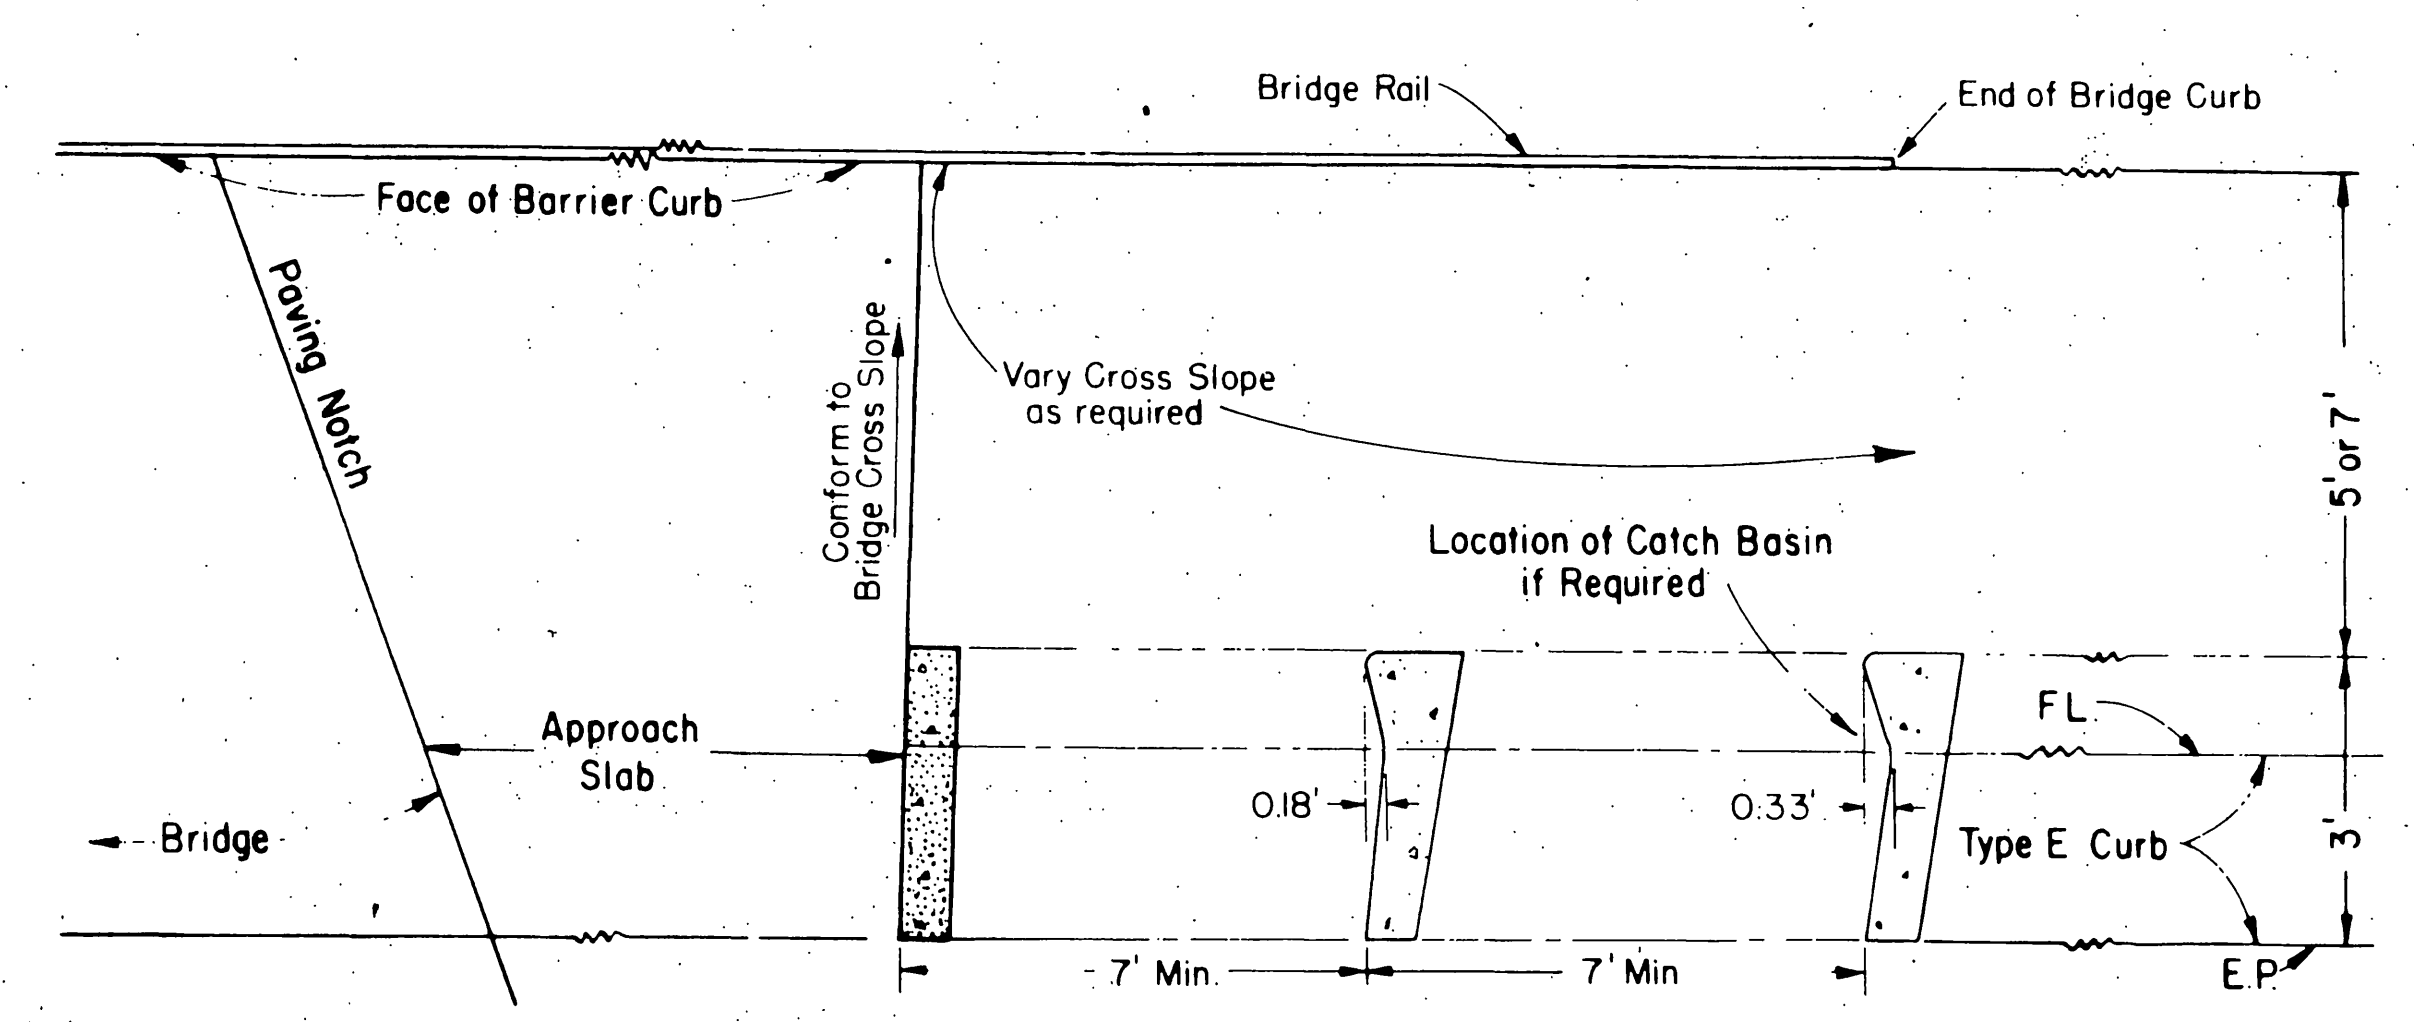 Bridge Rail
End of Bridge Curb
Face of Barrier Curb
Paving Notch
Conform to
Bridge Cross Slope
Vary Cross Slope
as required
5' or 7'
Location of Catch Basin
if Required
FL.
Approach
Slab
0.18'
0.33'
Bridge
Type E Curb
3'
7' Min.
7' Min
E.P.